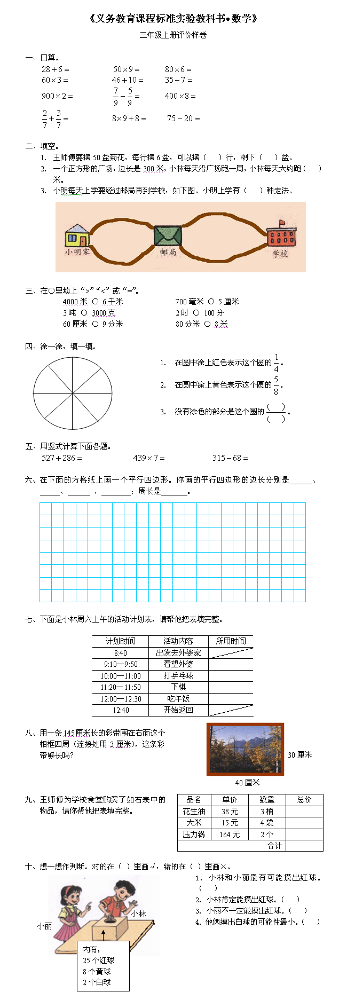 《义务教育课程标准实验教科书•数学》
三年级上册评价样卷
一、口算。
28+6= 50×9= 80×6=
60×3= 46+10= 35-7=
900×2= 7/9-5/9= 400×8=
2/7+3/7= 8×9+8= 75-20=
二、填空。
1. 王师傅要摆 50 盆菊花，每行摆 6 盆，可以摆（ ）行，剩下（ ）盆。
2. 一个正方形的广场，边长是 300 米，小林每天沿广场跑一周，小林每天大约跑（ ）
米。
3. 小明每天上学要经过邮局再到学校，如下图。小明上学有（ ）种走法。
小明家 邮局 学校
三、在○里填上“>”“<”或“=”。
4000 米 ○ 6 千米 700 毫米 ○ 5 厘米
3 吨 ○ 3000 克 2 时 ○ 100 分
60 厘米 ○ 9 分米 80 分米 ○ 8 米
四、涂一涂，填一填。
1. 在圆中涂上红色表示这个圆的 1/4。
2. 在圆中涂上黄色表示这个圆的 5/8。
3. 没有涂色的部分是这个圆的 ( )/( )。
五、用竖式计算下面各题。
527+286= 439×7= 315-68=
六、在下面的方格纸上画一个平行四边形。你画的平行四边形的边长分别是______、
______、______、________；周长是_______。
七、下面是小林周六上午的活动计划表，请帮他把表填完整。
计划时间 活动内容 所用时间
8:40 出发去外婆家
9:10—9:50 看望外婆
10:00—11:00 打乒乓球
11:20—11:50 下棋
12:00—12:30 吃午饭
12:40 开始返回
八、用一条 145 厘米长的彩带围在右面这个
相框四周（连接处用 3 厘米），这条彩
带够长吗？
30 厘米
40 厘米
九、王师傅为学校食堂购买了如右表中的
物品，请你帮他把表填完整。
品名 单价 数量 总价
花生油 38 元 3 桶
大米 15 元 4 袋
压力锅 164 元 2 个
合计
十、想一想作判断。对的在（ ）里画√，错的在（ ）里画×。
1. 小林和小丽最有可能摸出红球。
（ ）
2. 小林肯定能摸出红球。（ ）
3. 小丽不一定能摸出红球。（ ）
4. 他俩摸出白球的可能性最小。（ ）
小林
小丽
内有：
25 个红球
8 个黄球
2 个白球